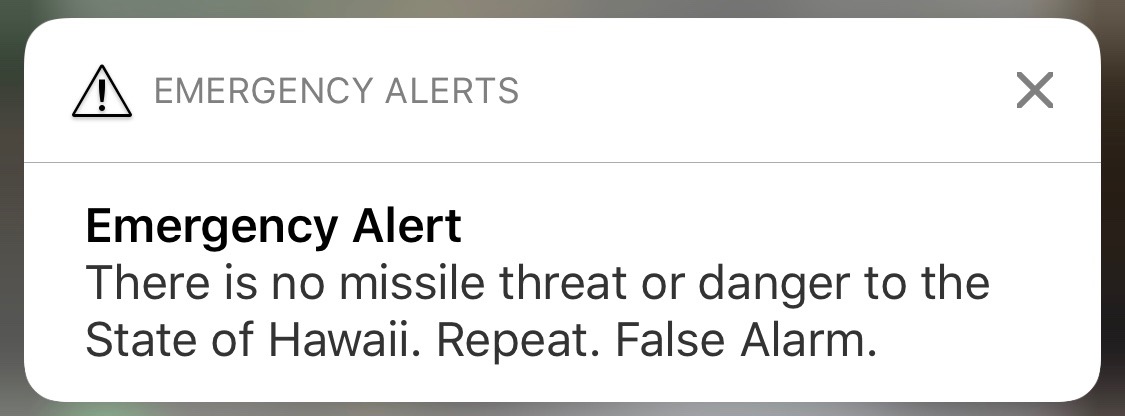 EMERGENCY ALERTS
Emergency Alert
There is no missile threat or danger to the
State of Hawaii. Repeat. False Alarm.